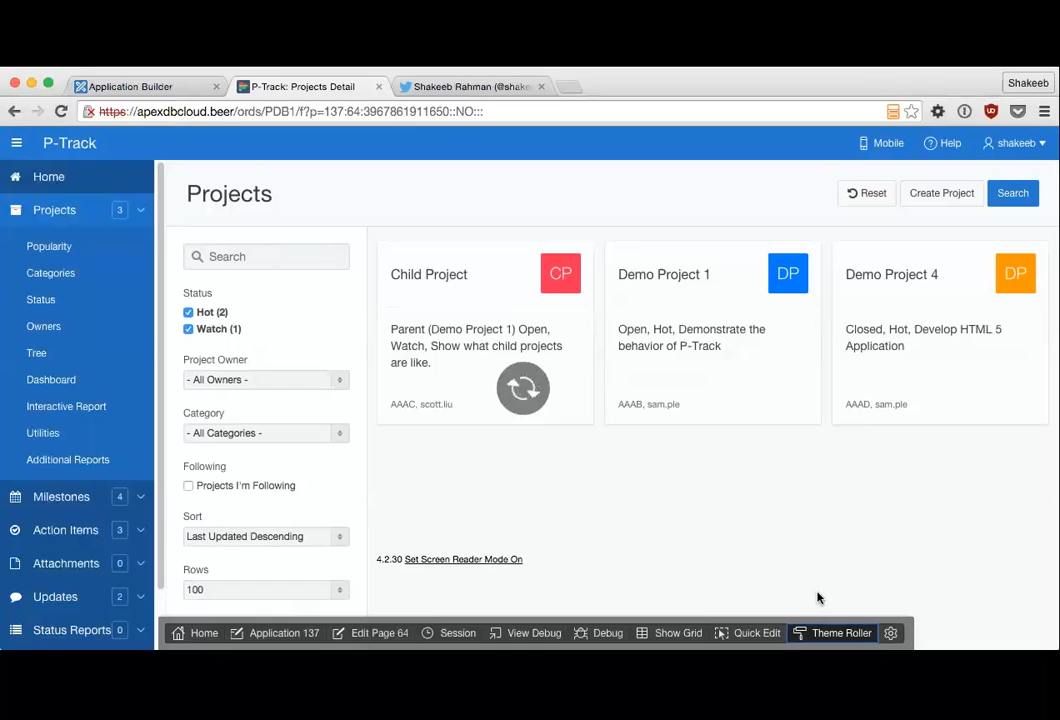 Application Builder
P-Track: Projects Detail
Shakeeb Rahman (@shake
Shakeeb
https://apexdbcloud.beer/ords/PDB1/f?p=137:64:3967861911650::NO:::
P-Track
Mobile
Help
shakeeb
Home
Projects 3
Popularity
Categories
Status
Owners
Tree
Dashboard
Interactive Report
Utilities
Additional Reports
Milestones 4
Action Items 3
Attachments 0
Updates 2
Status Reports 0
Projects
Reset
Create Project
Search
Search
Status
Hot (2)
Watch (1)
Project Owner
- All Owners -
Category
- All Categories -
Following
Projects I'm Following
Sort
Last Updated Descending
Rows
100
Child Project
CP
Parent (Demo Project 1) Open,
Watch, Show what child projects
are like.
AAAC, scott.liu
Demo Project 1
DP
Open, Hot, Demonstrate the
behavior of P-Track
AAAB, sam.ple
Demo Project 4
DP
Closed, Hot, Develop HTML 5
Application
AAAD, sam.ple
4.2.30 Set Screen Reader Mode On
Home
Application 137
Edit Page 64
Session
View Debug
Debug
Show Grid
Quick Edit
Theme Roller